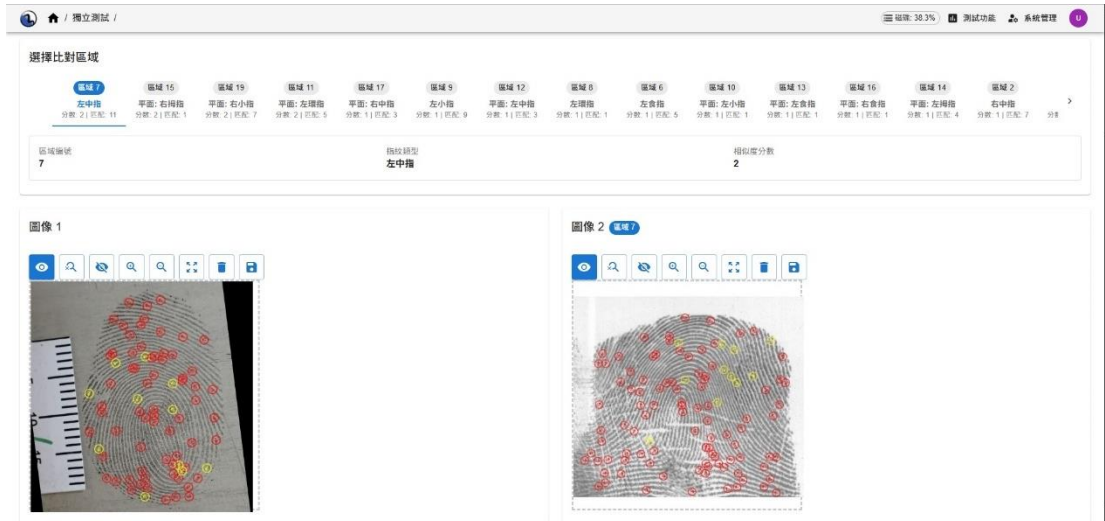 / 獨立測試 /
磁碟: 38.3%
測試功能
系統管理
U
選擇比對區域
區域 7 區域 15 區域 19 區域 11 區域 17 區域 9 區域 12 區域 8 區域 6 區域 10 區域 13 區域 16 區域 14 區域 2
左中指 平面: 右拇指 平面: 右小指 平面: 左環指 平面: 右中指 左小指 平面: 左中指 左環指 左食指 平面: 左小指 平面: 左食指 平面: 右食指 平面: 左拇指 右中指
分數: 2 | 匹配: 11 分數: 2 | 匹配: 1 分數: 2 | 匹配: 7 分數: 2 | 匹配: 5 分數: 1 | 匹配: 3 分數: 1 | 匹配: 9 分數: 1 | 匹配: 3 分數: 1 | 匹配: 1 分數: 1 | 匹配: 5 分數: 1 | 匹配: 1 分數: 1 | 匹配: 1 分數: 1 | 匹配: 1 分數: 1 | 匹配: 4 分數: 1 | 匹配: 7
區域編號 指紋類型 相似度分數
7 左中指 2
圖像 1
圖像 2 區域 7